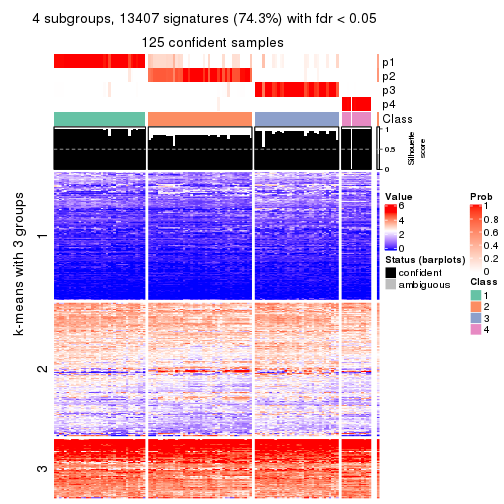 4 subgroups, 13407 signatures (74.3%) with fdr < 0.05
125 confident samples
p1
p2
p3
p4
Class
1
0.5
0
Silhouette
score
k-means with 3 groups
1
2
3
Value
6
4
2
0
Status (barplots)
confident
ambiguous
Prob
1
0.8
0.6
0.4
0.2
0
Class
1
2
3
4